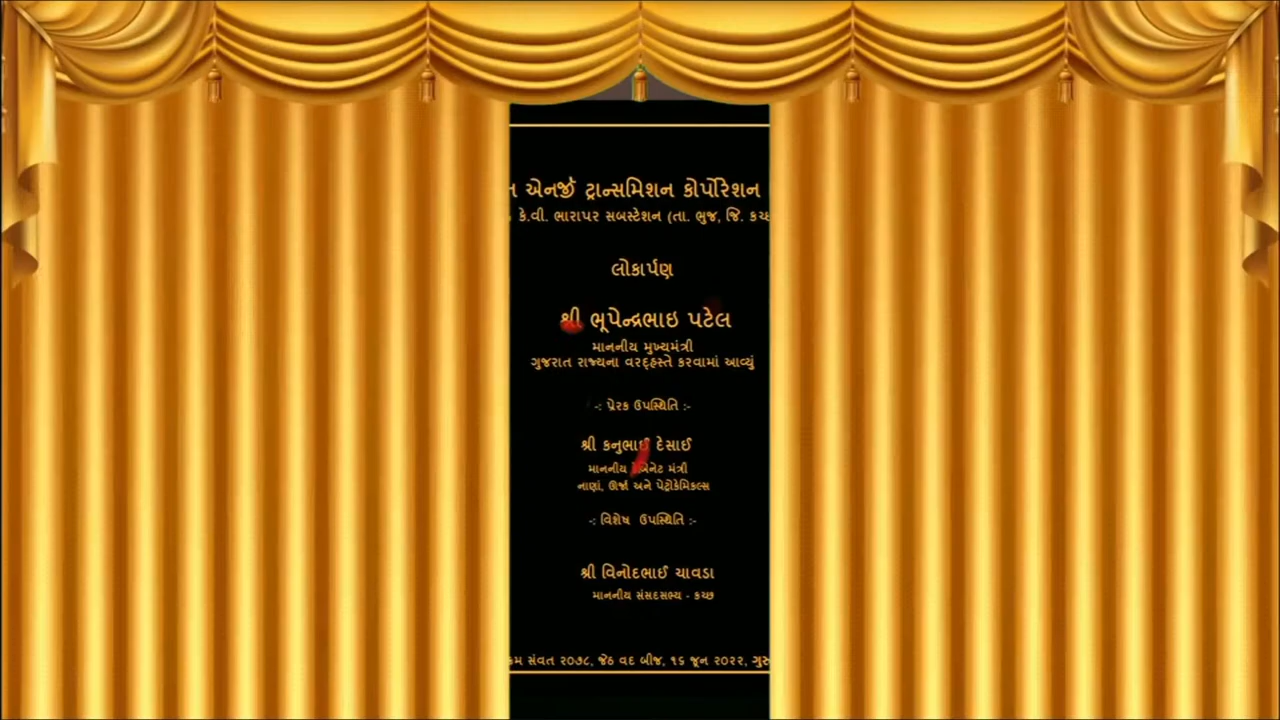 એનર્જી ટ્રાન્સમિશન કોર્પોરેશન
કે.વી. ભારાપર સબસ્ટેશન (તા. ભુજ, જિ.
લોકાર્પણ
શ્રી ભૂપેન્દ્રભાઇ પટેલ
માનનીય મુખ્યમંત્રી
ગુજરાત રાજ્યના વરદ્હસ્તે કરવામાં આવ્યું
-: પ્રેરક ઉપસ્થિતિ :-
શ્રી કનુભાઈ દેસાઈ
માનનીય કેબિનેટ મંત્રી
નાણાં, ઊર્જા અને પેટ્રોકેમિકલ્સ
-: વિશેષ ઉપસ્થિતિ :-
શ્રી વિનોદભાઈ ચાવડા
માનનીય સંસદસભ્ય - કચ્છ
સંવત ૨૦૭૮, જેઠ વદ બીજ, ૧૬ જૂન ૨૦૨૨,